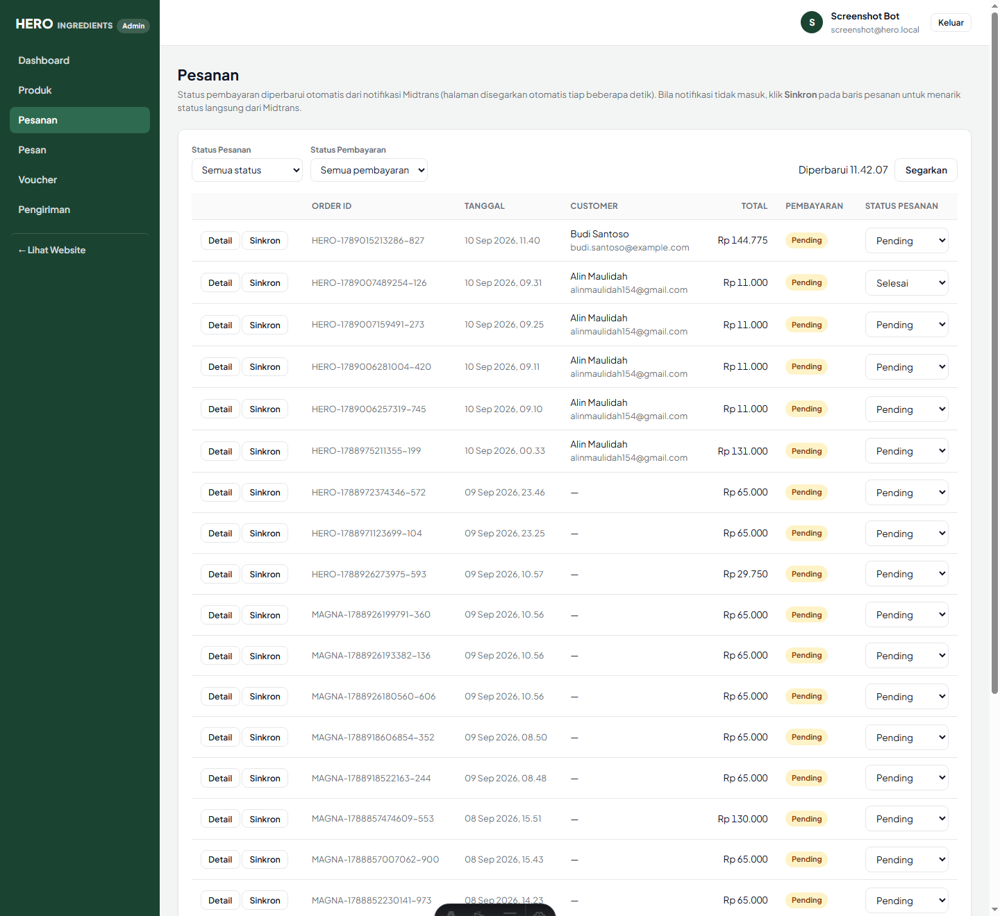 HERO INGREDIENTS Admin
Dashboard
Produk
Pesanan
Pesan
Voucher
Pengiriman
← Lihat Website
S
Screenshot Bot
screenshot@hero.local
Keluar
Pesanan
Status pembayaran diperbarui otomatis dari notifikasi Midtrans (halaman disegarkan otomatis tiap beberapa detik). Bila notifikasi tidak masuk, klik Sinkron pada baris pesanan untuk menarik
status langsung dari Midtrans.
Status Pesanan Status Pembayaran
Semua status Semua pembayaran Diperbarui 11.42.07 Segarkan
ORDER ID TANGGAL CUSTOMER TOTAL PEMBAYARAN STATUS PESANAN
Detail Sinkron HERO-1789015213286-827 10 Sep 2026, 11.40 Budi Santoso Rp 144.775 Pending Pending
budi.santoso@example.com
Detail Sinkron HERO-1789007489254-126 10 Sep 2026, 09.31 Alin Maulidah Rp 11.000 Pending Selesai
alinmaulidah154@gmail.com
Detail Sinkron HERO-1789007159491-273 10 Sep 2026, 09.25 Alin Maulidah Rp 11.000 Pending Pending
alinmaulidah154@gmail.com
Detail Sinkron HERO-1789006281004-420 10 Sep 2026, 09.11 Alin Maulidah Rp 11.000 Pending Pending
alinmaulidah154@gmail.com
Detail Sinkron HERO-1789006257319-745 10 Sep 2026, 09.10 Alin Maulidah Rp 11.000 Pending Pending
alinmaulidah154@gmail.com
Detail Sinkron HERO-1788975211355-199 10 Sep 2026, 00.33 Alin Maulidah Rp 131.000 Pending Pending
alinmaulidah154@gmail.com
Detail Sinkron HERO-1788972374346-572 09 Sep 2026, 23.46 — Rp 65.000 Pending Pending
Detail Sinkron HERO-1788971123699-104 09 Sep 2026, 23.25 — Rp 65.000 Pending Pending
Detail Sinkron HERO-1788926273975-593 09 Sep 2026, 10.57 — Rp 29.750 Pending Pending
Detail Sinkron MAGNA-1788926199791-360 09 Sep 2026, 10.56 — Rp 65.000 Pending Pending
Detail Sinkron MAGNA-1788926193382-136 09 Sep 2026, 10.56 — Rp 65.000 Pending Pending
Detail Sinkron MAGNA-1788926180560-606 09 Sep 2026, 10.56 — Rp 65.000 Pending Pending
Detail Sinkron MAGNA-1788918606854-352 09 Sep 2026, 08.50 — Rp 65.000 Pending Pending
Detail Sinkron MAGNA-1788918522163-244 09 Sep 2026, 08.48 — Rp 65.000 Pending Pending
Detail Sinkron MAGNA-1788857474609-553 08 Sep 2026, 15.51 — Rp 130.000 Pending Pending
Detail Sinkron MAGNA-1788857007062-900 08 Sep 2026, 15.43 — Rp 65.000 Pending Pending
Detail Sinkron MAGNA-1788852230141-973 08 Sep 2026, 14.23 — Rp 65.000 Pending Pending